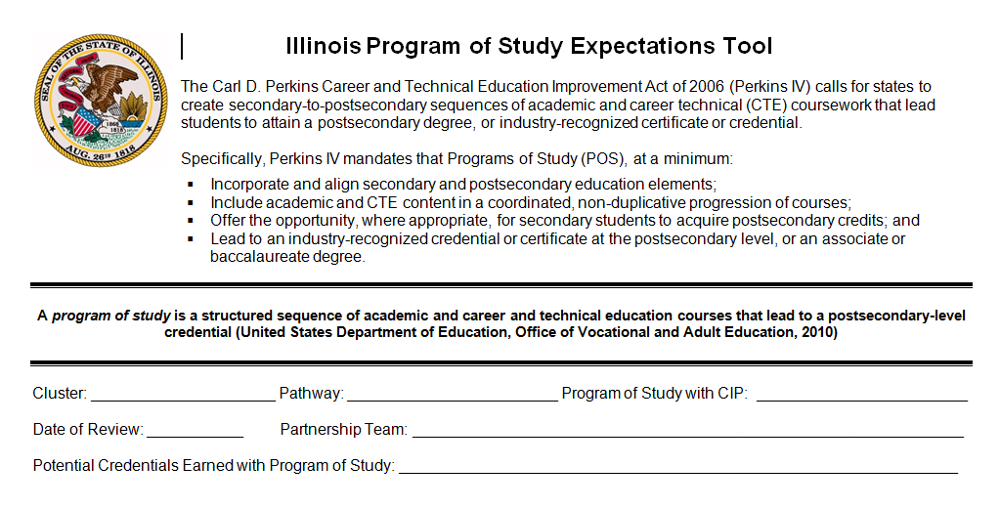 Illinois Program of Study Expectations Tool
SEAL OF THE STATE OF ILLINOIS
1868
1818
AUG. 26TH 1818
The Carl D. Perkins Career and Technical Education Improvement Act of 2006 (Perkins IV) calls for states to
create secondary-to-postsecondary sequences of academic and career technical (CTE) coursework that lead
students to attain a postsecondary degree, or industry-recognized certificate or credential.
Specifically, Perkins IV mandates that Programs of Study (POS), at a minimum:
▪ Incorporate and align secondary and postsecondary education elements;
▪ Include academic and CTE content in a coordinated, non-duplicative progression of courses;
▪ Offer the opportunity, where appropriate, for secondary students to acquire postsecondary credits; and
▪ Lead to an industry-recognized credential or certificate at the postsecondary level, or an associate or
baccalaureate degree.
A program of study is a structured sequence of academic and career and technical education courses that lead to a postsecondary-level
credential (United States Department of Education, Office of Vocational and Adult Education, 2010)
Cluster: ______________________ Pathway: _________________________ Program of Study with CIP: _________________________
Date of Review: ___________ Partnership Team: _________________________________________________________________
Potential Credentials Earned with Program of Study: __________________________________________________________________